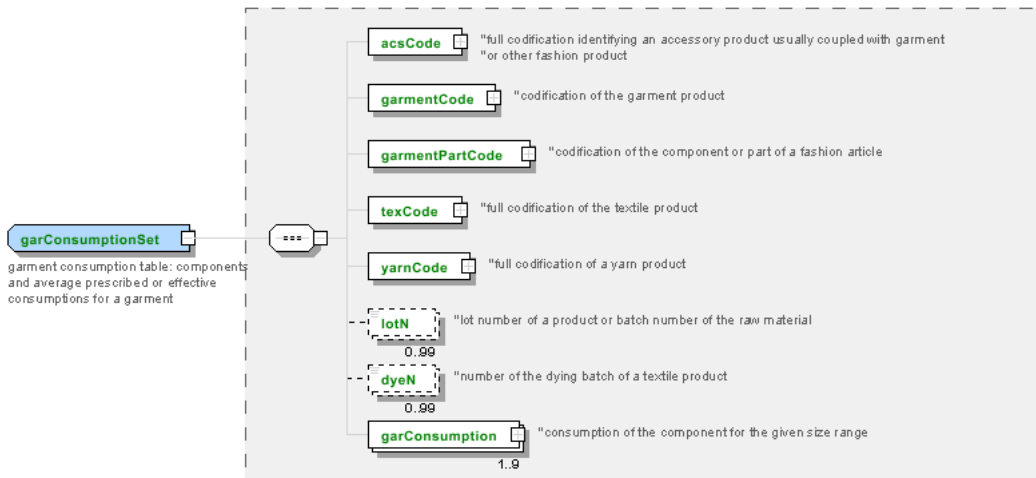 acsCode
"full codification identifying an accessory product usually coupled with garment
"or other fashion product
garmentCode
"codification of the garment product
garmentPartCode
"codification of the component or part of a fashion article
texCode
"full codification of the textile product
garConsumptionSet
garment consumption table: components
and average prescribed or effective
consumptions for a garment
yarnCode
"full codification of a yarn product
lotN
"lot number of a product or batch number of the raw material
0..99
dyeN
"number of the dying batch of a textile product
0..99
garConsumption
"consumption of the component for the given size range
1..9